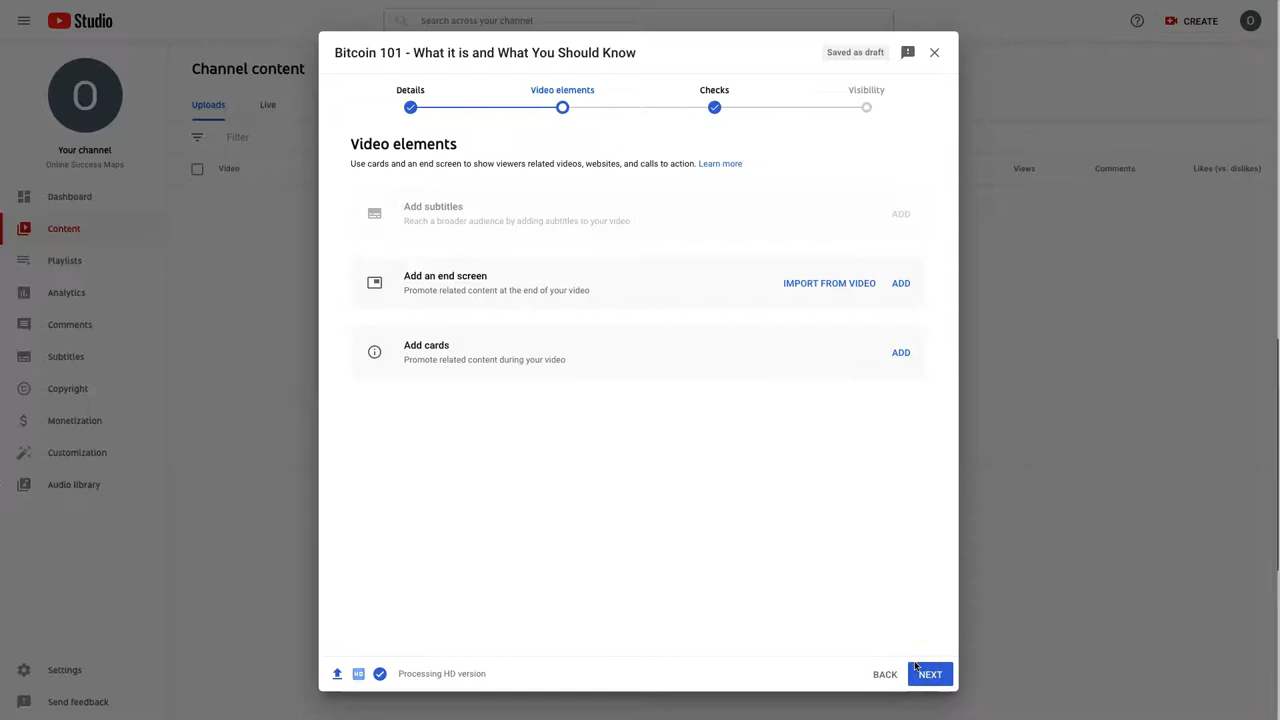 Studio
Search across your channel
CREATE
O
O
Your channel
Online Success Maps
Dashboard
Content
Playlists
Analytics
Comments
Subtitles
Copyright
Monetization
Customization
Audio library
Settings
Send feedback
Channel content
Uploads
Live
Filter
Video
Views
Comments
Likes (vs. dislikes)
Bitcoin 101 - What it is and What You Should Know
Saved as draft
Details
Video elements
Checks
Visibility
Video elements
Use cards and an end screen to show viewers related videos, websites, and calls to action. Learn more
Add subtitles
Reach a broader audience by adding subtitles to your video
ADD
Add an end screen
Promote related content at the end of your video
IMPORT FROM VIDEO
ADD
Add cards
Promote related content during your video
ADD
HD
Processing HD version
BACK
NEXT